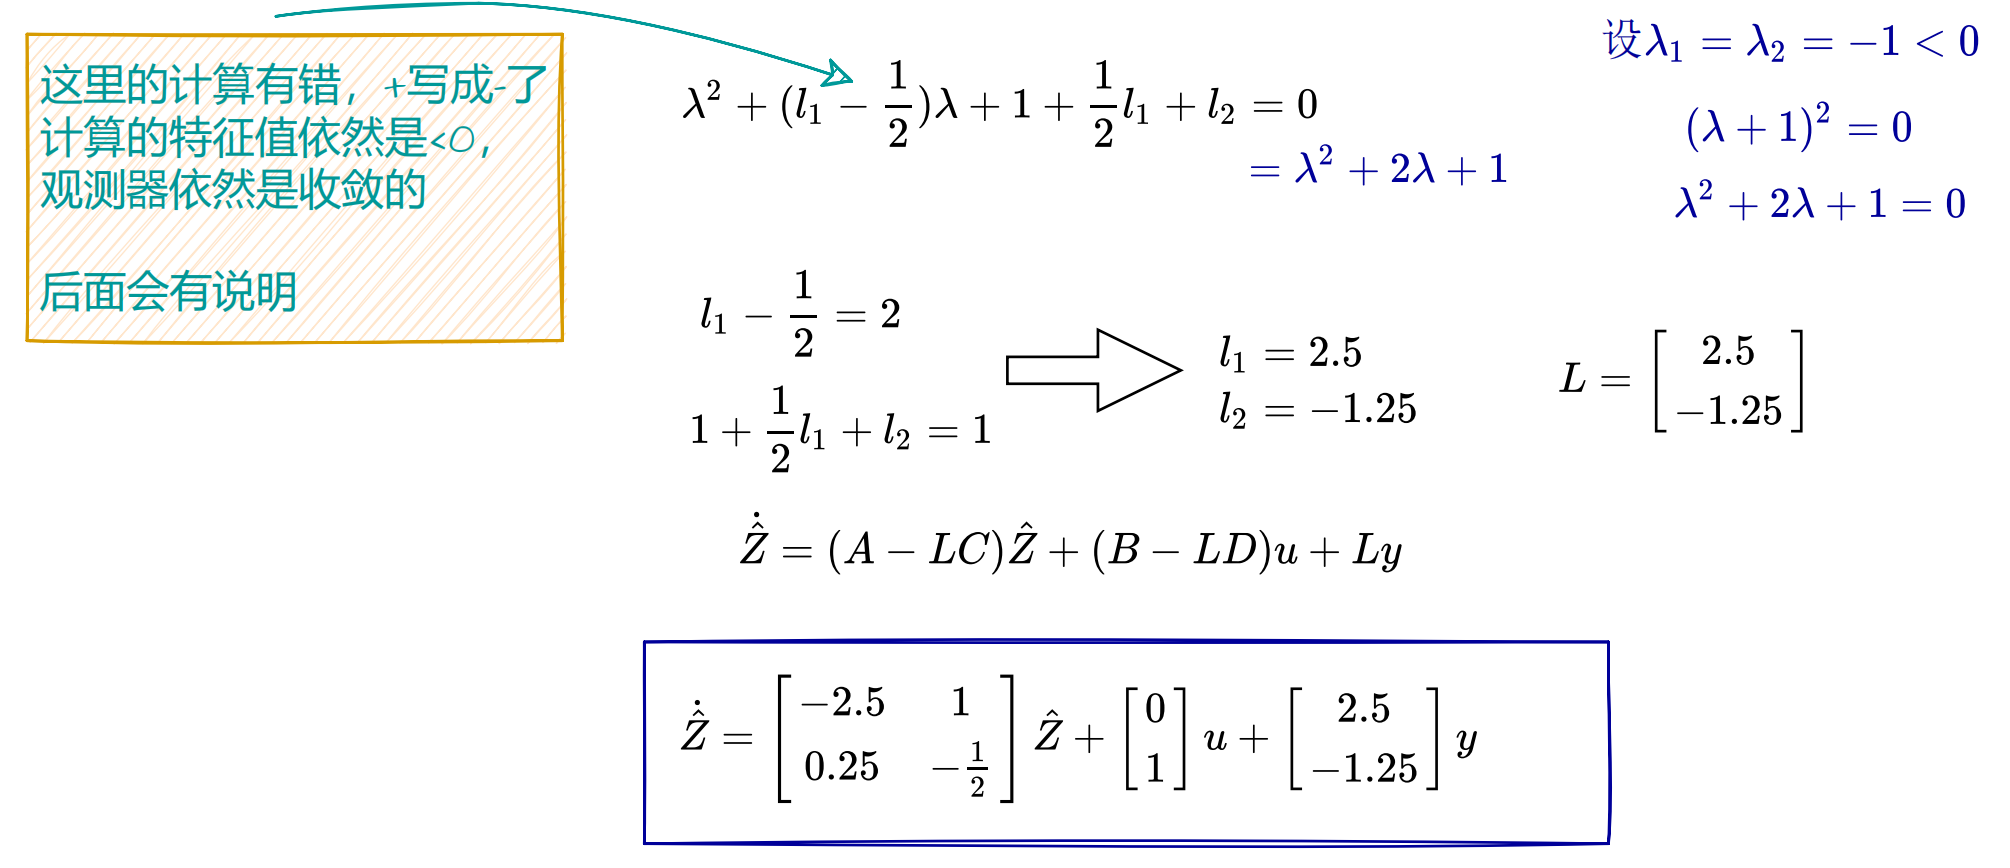 这里的计算有错，+写成-了
计算的特征值依然是<0，
观测器依然是收敛的
后面会有说明
λ² + (l₁ − 1/2)λ + 1 + 1/2 l₁ + l₂ = 0
= λ² + 2λ + 1
设λ₁ = λ₂ = −1 < 0
(λ + 1)² = 0
λ² + 2λ + 1 = 0
l₁ − 1/2 = 2
1 + 1/2 l₁ + l₂ = 1
l₁ = 2.5
l₂ = −1.25
L = [2.5; −1.25]
Ẑ̇ = (A − LC)Ẑ + (B − LD)u + Ly
Ẑ̇ = [−2.5 1; 0.25 −1/2] Ẑ + [0; 1] u + [2.5; −1.25] y